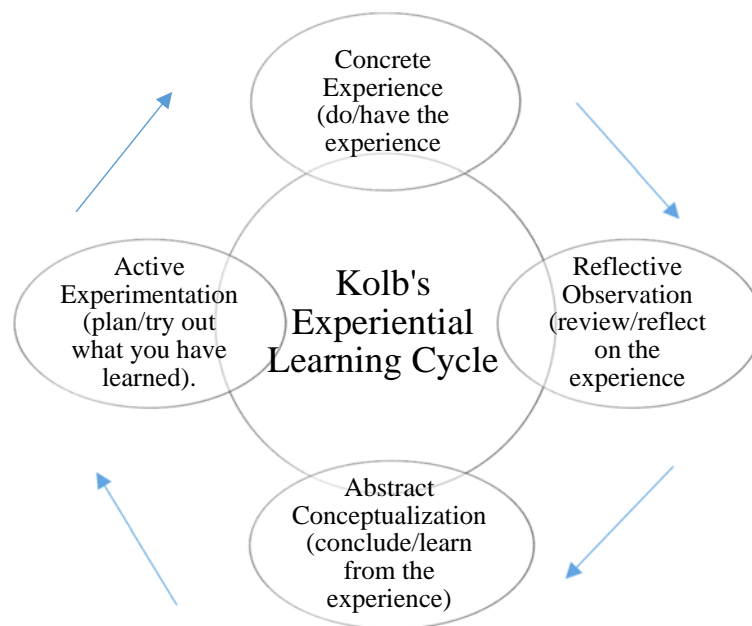 Concrete
Experience
(do/have the
experience
Kolb's
Experiential
Learning Cycle
Reflective
Observation
(review/reflect
on the
experience
Abstract
Conceptualization
(conclude/learn
from the
experience)
Active
Experimentation
(plan/try out
what you have
learned).